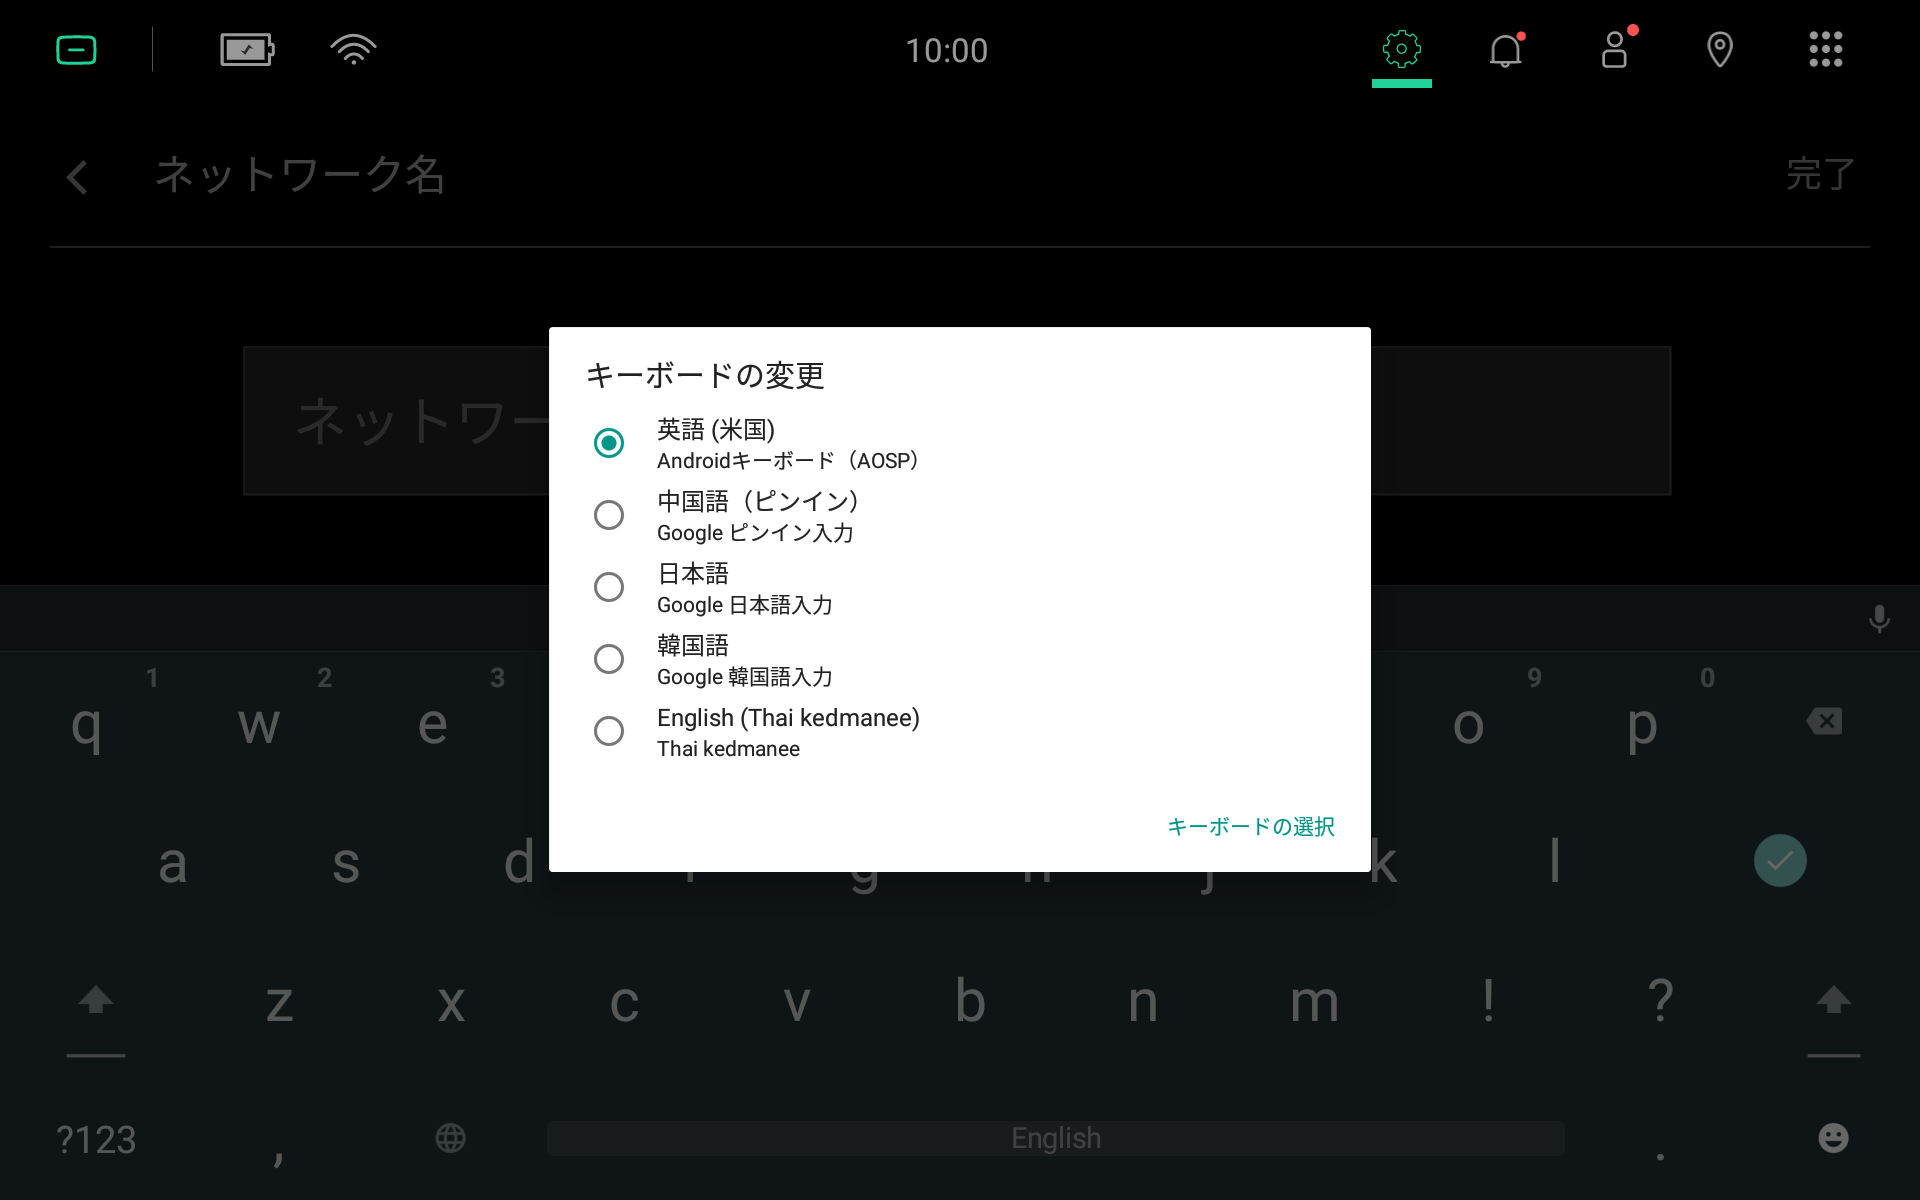 10:00
ネットワーク名
完了
ネットワー
キーボードの変更
英語 (米国)
Androidキーボード（AOSP）
中国語（ピンイン）
Google ピンイン入力
日本語
Google 日本語入力
韓国語
Google 韓国語入力
English (Thai kedmanee)
Thai kedmanee
キーボードの選択
1 2 3 9 0
q w e o p
a s d g j k l
z x c v b n m ! ?
?123 , English .